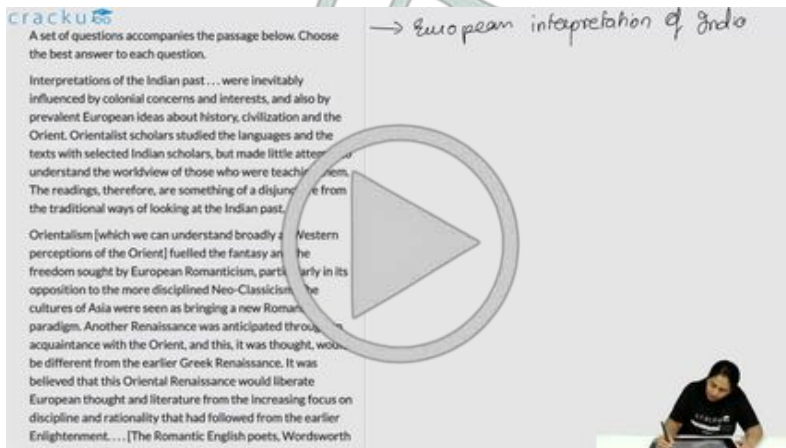 cracku
A set of questions accompanies the passage below. Choose
the best answer to each question.
Interpretations of the Indian past... were inevitably
influenced by colonial concerns and interests, and also by
prevalent European ideas about history, civilization and the
Orient. Orientalist scholars studied the languages and the
texts with selected Indian scholars, but made little
understand the worldview of those who were
The readings, therefore, are something of a from
the traditional ways of looking at the Indian past.
Orientalism [which we can understand broadly Western
perceptions of the Orient] fuelled the fantasy
freedom sought by European Romanticism, in its
opposition to the more disciplined Neo-Classicism.
cultures of Asia were seen as bringing a new
paradigm. Another Renaissance was anticipated
acquaintance with the Orient, and this, it was thought,
be different from the earlier Greek Renaissance. It was
believed that this Oriental Renaissance would liberate
European thought and literature from the increasing focus on
discipline and rationality that had followed from the earlier
Enlightenment.... [The Romantic English poets, Wordsworth
→ European interpretation of India